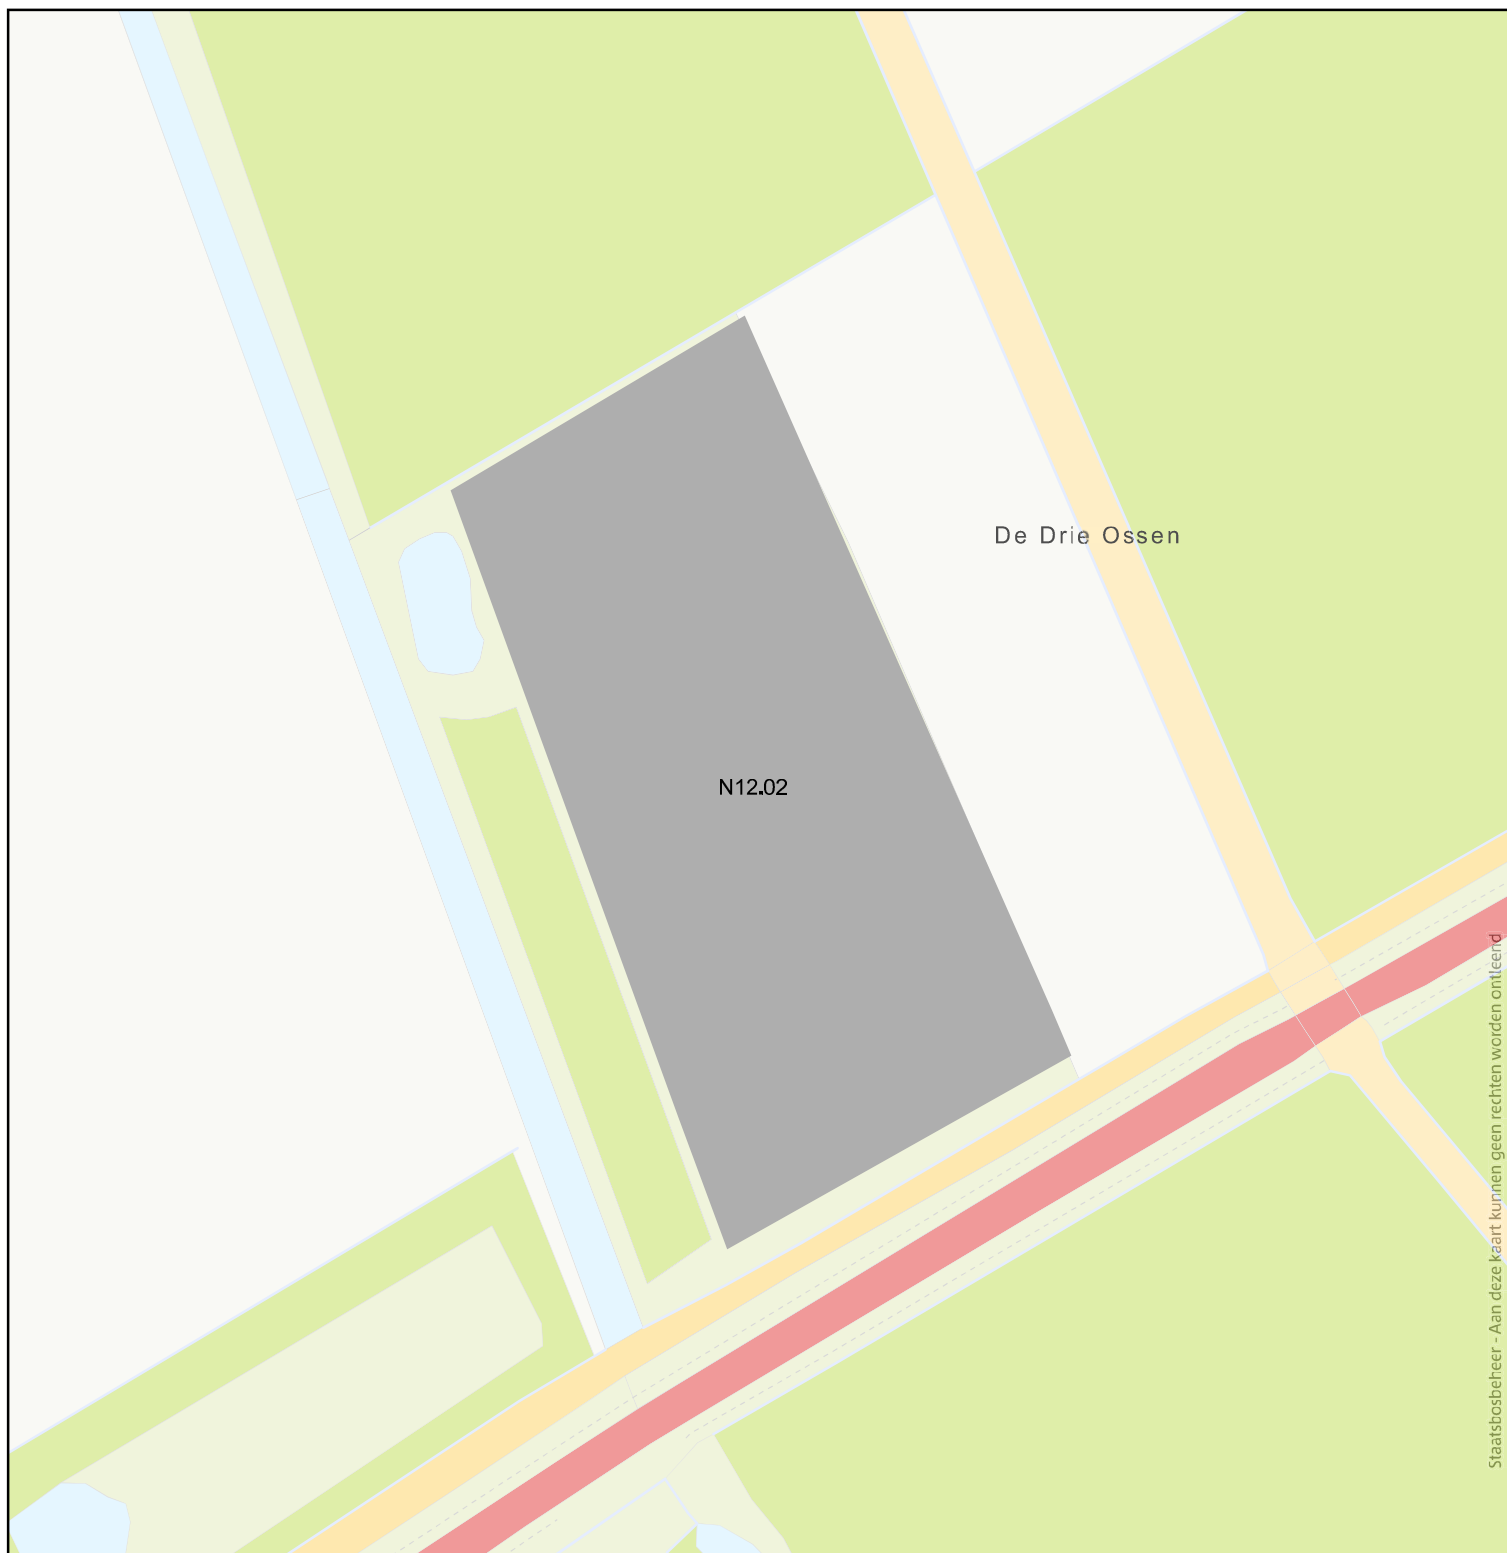 De Drie Ossen
N12.02
Staatsbosbeheer - Aan deze kaart kunnen geen rechten worden ontleend